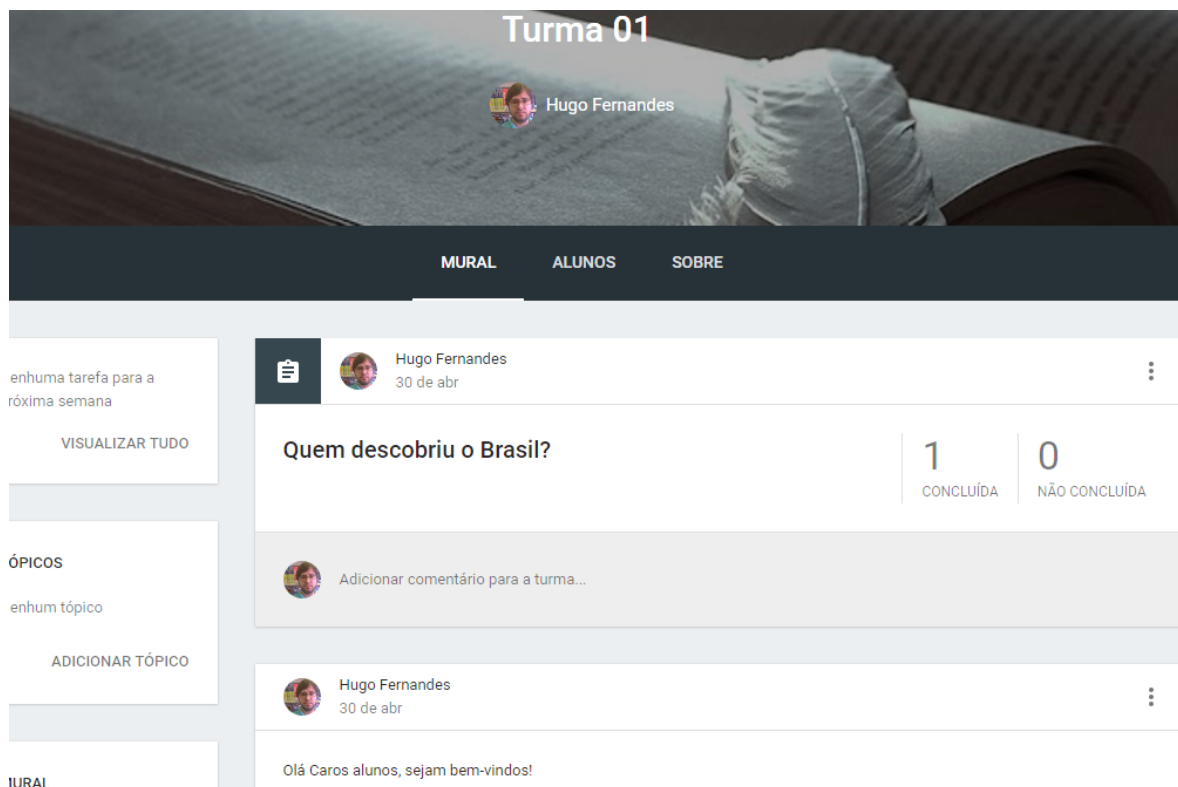 Turma 01
Hugo Fernandes
MURAL ALUNOS SOBRE
enhuma tarefa para a
róxima semana
VISUALIZAR TUDO
ÓPICOS
enhum tópico
ADICIONAR TÓPICO
Hugo Fernandes
30 de abr
Quem descobriu o Brasil?
1
CONCLUÍDA
0
NÃO CONCLUÍDA
Adicionar comentário para a turma...
Hugo Fernandes
30 de abr
Olá Caros alunos, sejam bem-vindos!